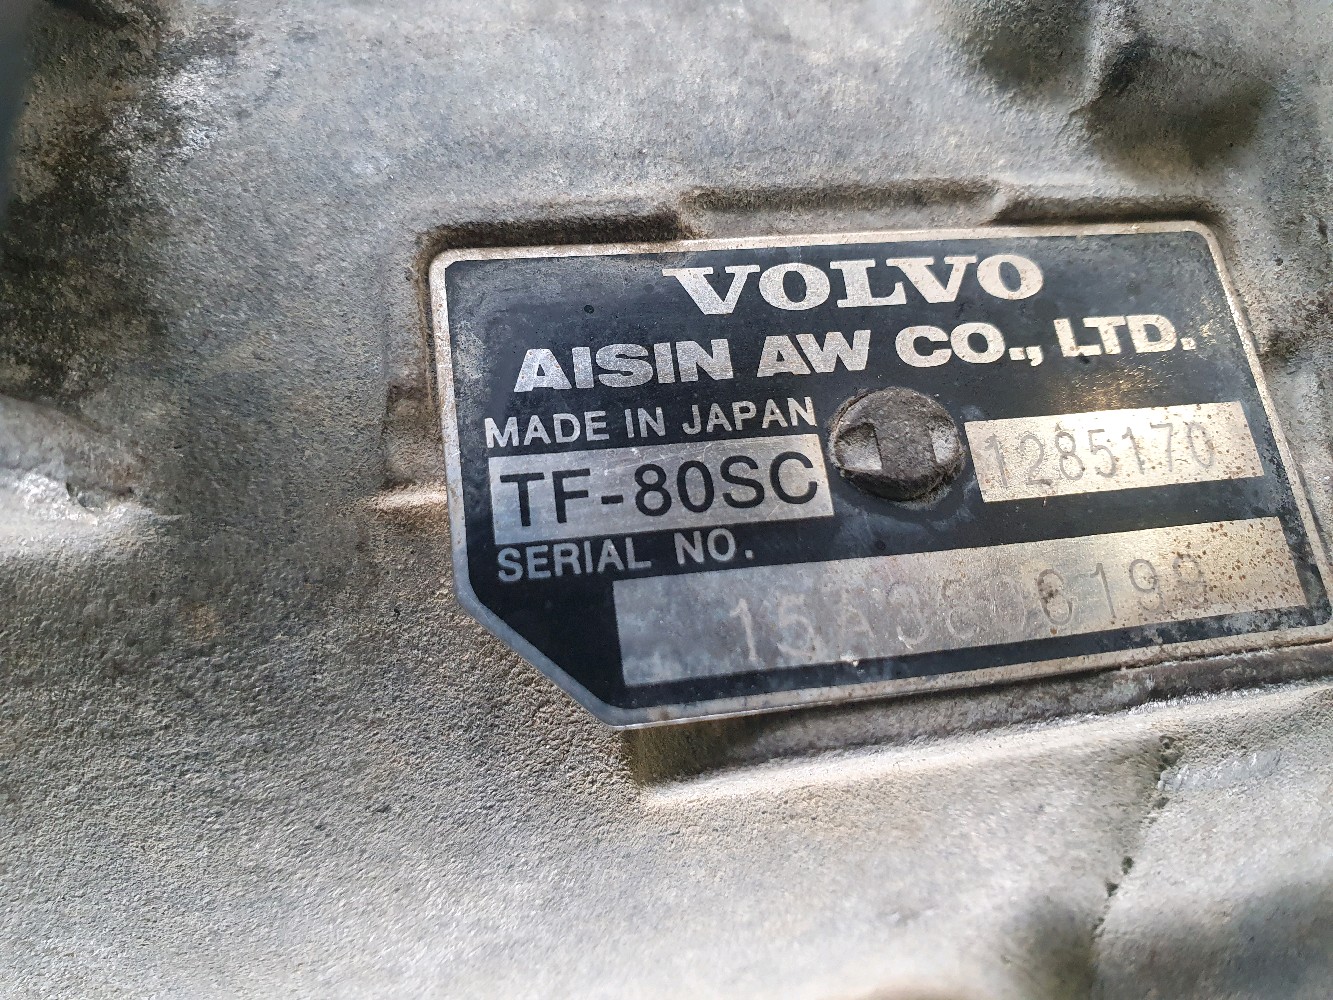 VOLVO
AISIN AW CO., LTD.
MADE IN JAPAN
TF-80SC 1285170
SERIAL NO.